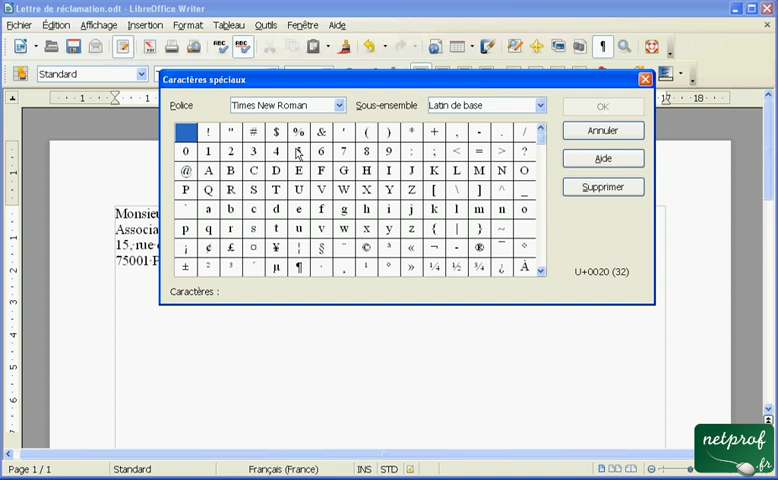 Lettre de réclamation.odt - LibreOffice Writer
Fichier Édition Affichage Insertion Format Tableau Outils Fenêtre Aide
Standard
Caractères spéciaux
Police Times New Roman Sous-ensemble Latin de base
OK
Annuler
Aide
Supprimer
! " # $ % & ' ( ) * + , - . /
0 1 2 3 4 5 6 7 8 9 : ; < = > ?
@ A B C D E F G H I J K L M N O
P Q R S T U V W X Y Z [ \ ] ^ _
` a b c d e f g h i j k l m n o
p q r s t u v w x y z { | } ~
¡ ¢ £ ¤ ¥ ¦ § ¨ © ª « ¬ - ® ¯ °
± ² ³ ´ µ ¶ · ¸ ¹ º » ¼ ½ ¾ ¿ À
U+0020 (32)
Caractères :
Monsieu
Associa
15, rue
75001
Page 1 / 1 Standard Français (France) INS STD
netprof
.fr